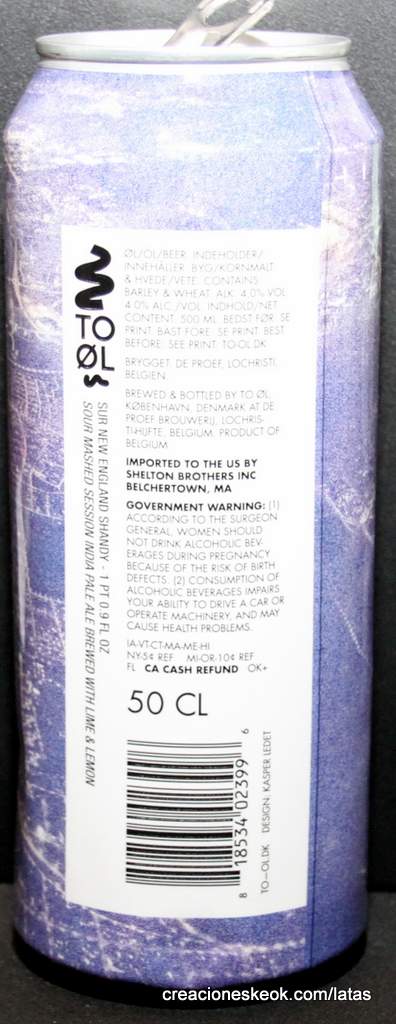 TO
ØL
SUR NEW ENGLAND SHANDY - 1 PT 0.9 FL OZ
SOUR MASHED SESSION INDIA PALE ALE BREWED WITH LIME & LEMON
ØL/ÖL/BEER. INDEHOLDER/
INNEHÅLLER: BYG/KORNMALT
& HVEDE/VETE. CONTAINS
BARLEY & WHEAT. ALK. 4,0% VOL
4.0% ALC./VOL. INDHOLD/NET
CONTENT: 500 ML. BEDST FØR: SE
PRINT. BÄST FÖRE: SE PRINT. BEST
BEFORE: SEE PRINT. TO-OL.DK
BRYGGET: DE PROEF, LOCHRISTI,
BELGIEN.
BREWED & BOTTLED BY TO ØL,
KØBENHAVN, DENMARK AT DE
PROEF BROUWERIJ, LOCHRIS-
TI-HIJFTE, BELGIUM. PRODUCT OF
BELGIUM
IMPORTED TO THE US BY
SHELTON BROTHERS INC
BELCHERTOWN, MA
GOVERNMENT WARNING: (1)
ACCORDING TO THE SURGEON
GENERAL, WOMEN SHOULD
NOT DRINK ALCOHOLIC BEV-
ERAGES DURING PREGNANCY
BECAUSE OF THE RISK OF BIRTH
DEFECTS. (2) CONSUMPTION OF
ALCOHOLIC BEVERAGES IMPAIRS
YOUR ABILITY TO DRIVE A CAR OR
OPERATE MACHINERY, AND MAY
CAUSE HEALTH PROBLEMS.
IA-VT-CT-MA-ME-HI
NY-5¢ REF. MI-OR-10¢ REF
FL CA CASH REFUND OK+
50 CL
8 18534 02399 6
TO-OL.DK DESIGN: KASPER LEDET
creacioneskeok.com/latas